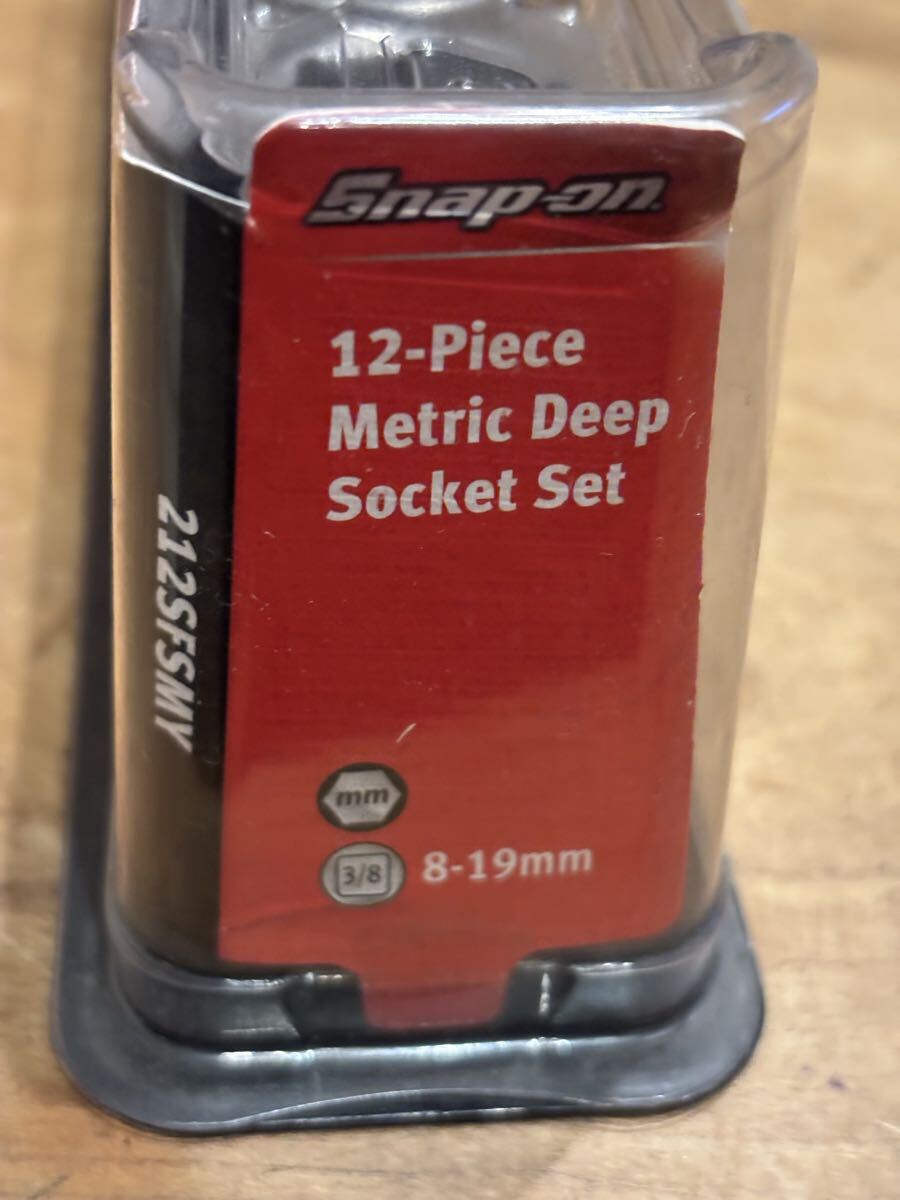 Snap-on
12-Piece
Metric Deep
Socket Set
212SFSMY
mm
3/8 8-19mm